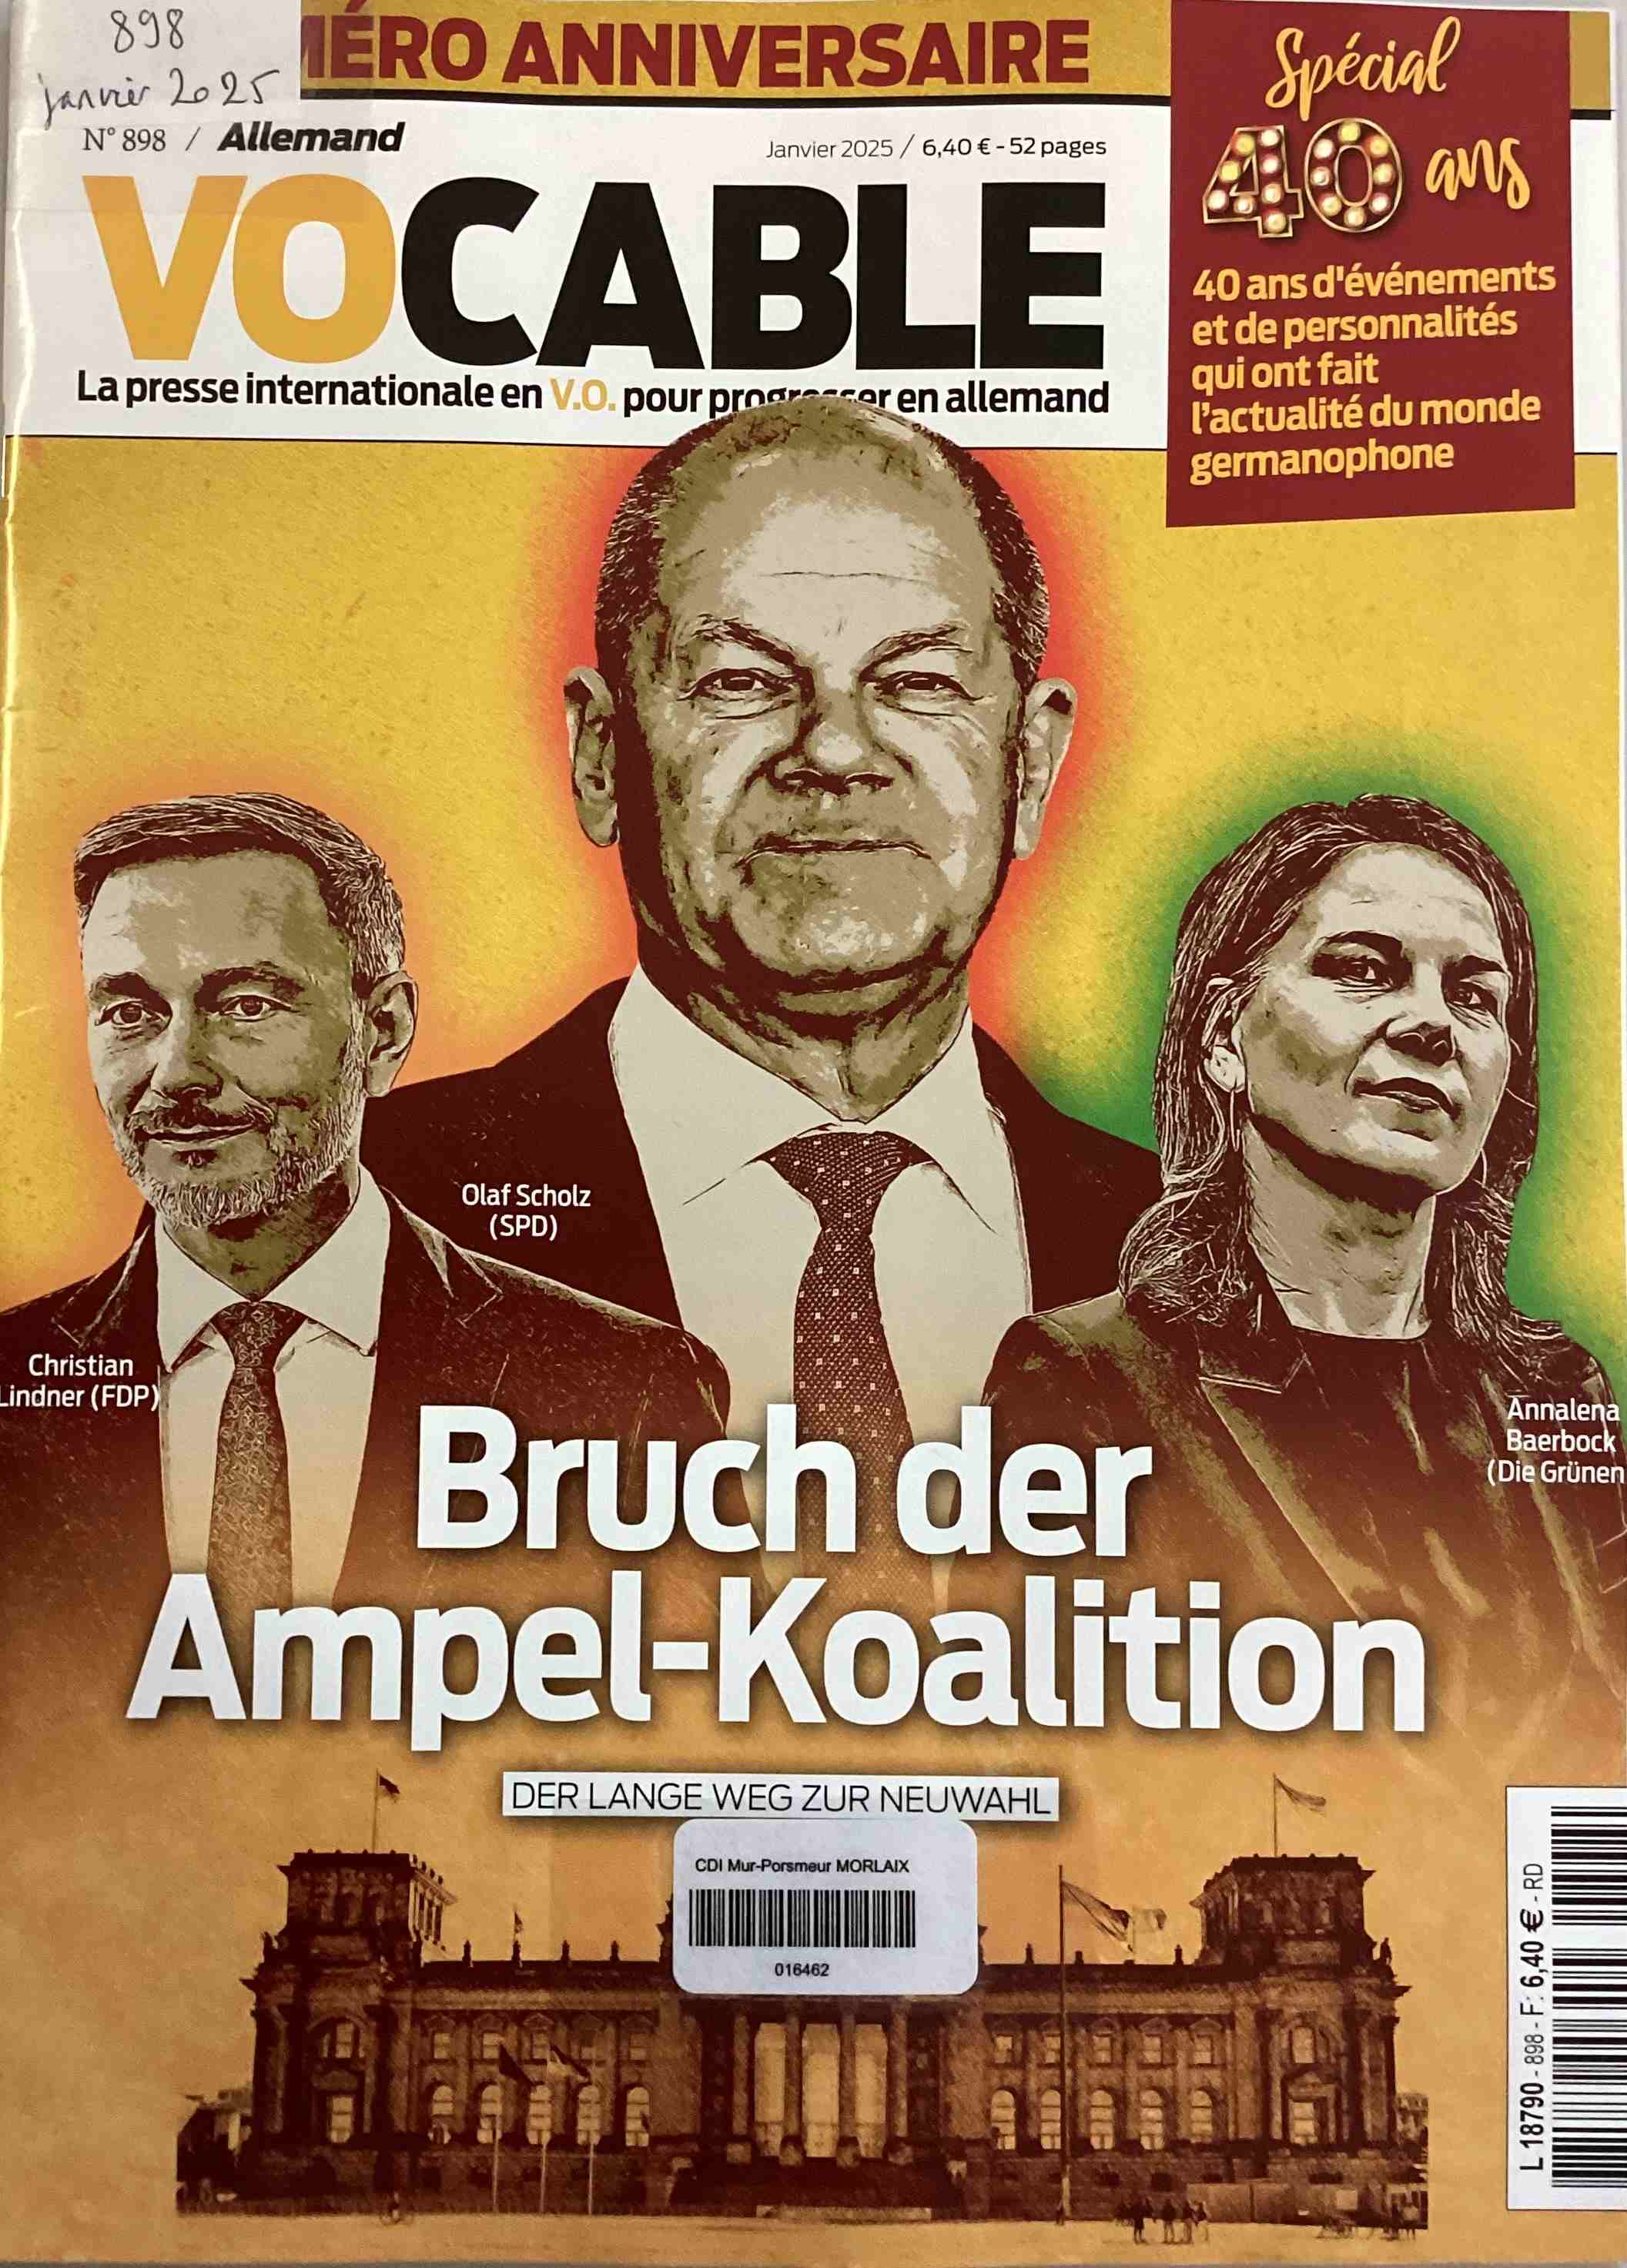 898
janvier 2025
MÉRO ANNIVERSAIRE
N° 898 / Allemand
Janvier 2025 / 6,40 € - 52 pages
VOCABLE
La presse internationale en V.O. pour progresser en allemand
Spécial
40 ans
40 ans d'événements
et de personnalités
qui ont fait
l'actualité du monde
germanophone
Olaf Scholz
(SPD)
Christian
Lindner (FDP)
Annalena
Baerbock
(Die Grünen
Bruch der
Ampel-Koalition
DER LANGE WEG ZUR NEUWAHL
CDI Mur-Porsmeur MORLAIX
016462
L 18790 - 898 - F: 6,40 € - RD